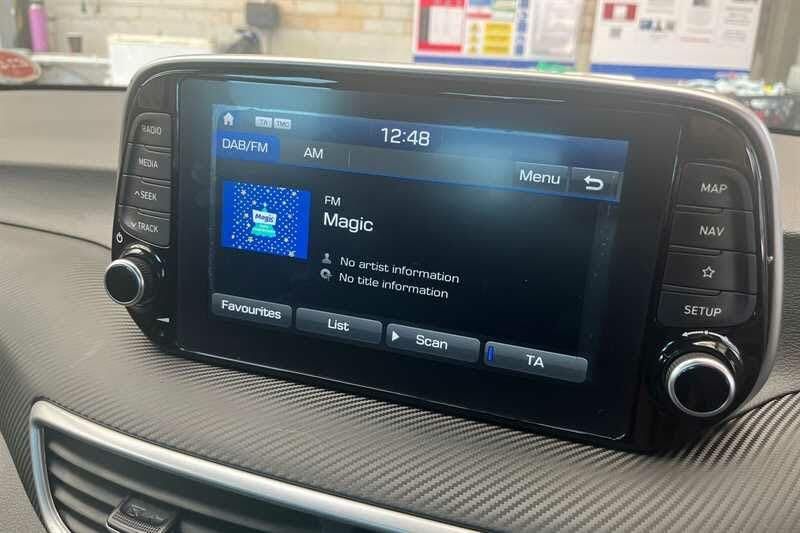 RADIO
MEDIA
SEEK
TRACK
TA TMC
12:48
DAB/FM
AM
Menu
Magic
FM
Magic
No artist information
No title information
Favourites
List
Scan
TA
MAP
NAV
SETUP